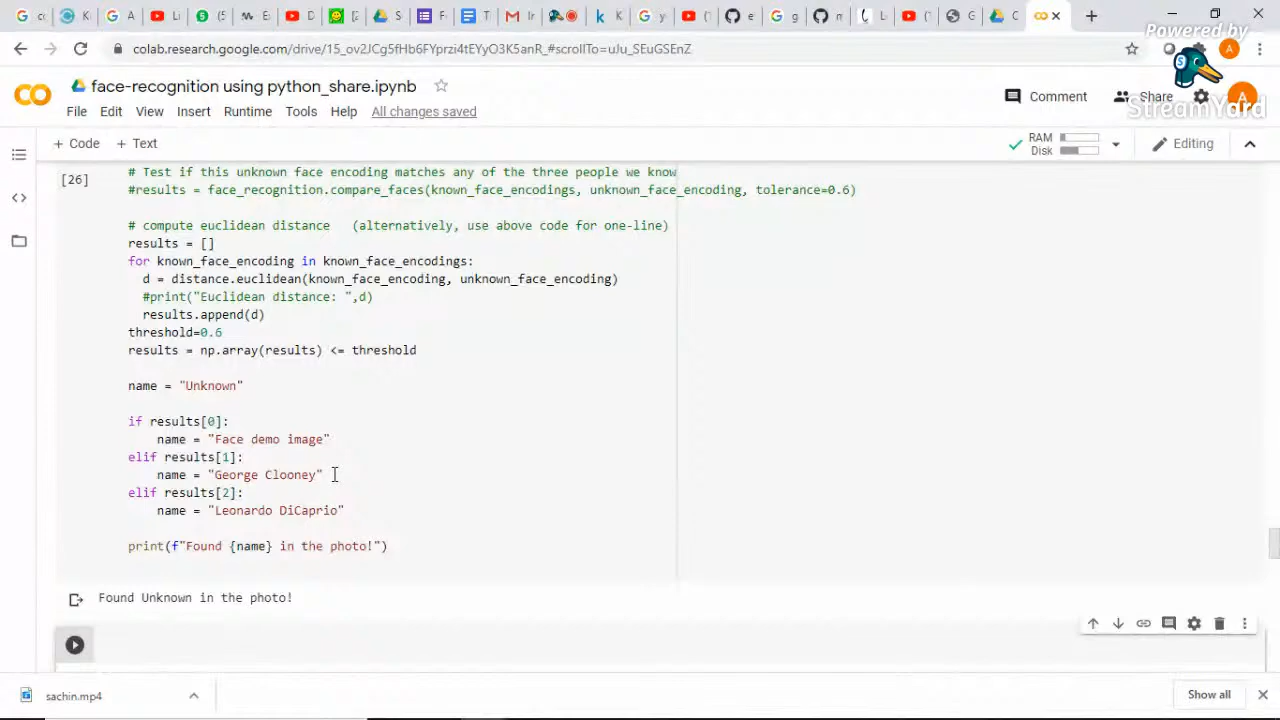 colab.research.google.com/drive/15_ov2JCg5fHb6FYprzi4tEYyO3K5anR_#scrollTo=uJu_SEuGSEnZ
Powered by
StreamYard
face-recognition using python_share.ipynb
File Edit View Insert Runtime Tools Help All changes saved
Comment Share A
+ Code + Text
RAM
Disk
Editing
[26]
# Test if this unknown face encoding matches any of the three people we know
#results = face_recognition.compare_faces(known_face_encodings, unknown_face_encoding, tolerance=0.6)
# compute euclidean distance (alternatively, use above code for one-line)
results = []
for known_face_encoding in known_face_encodings:
d = distance.euclidean(known_face_encoding, unknown_face_encoding)
#print("Euclidean distance: ",d)
results.append(d)
threshold=0.6
results = np.array(results) <= threshold
name = "Unknown"
if results[0]:
name = "Face demo image"
elif results[1]:
name = "George Clooney"
elif results[2]:
name = "Leonardo DiCaprio"
print(f"Found {name} in the photo!")
Found Unknown in the photo!
sachin.mp4
Show all